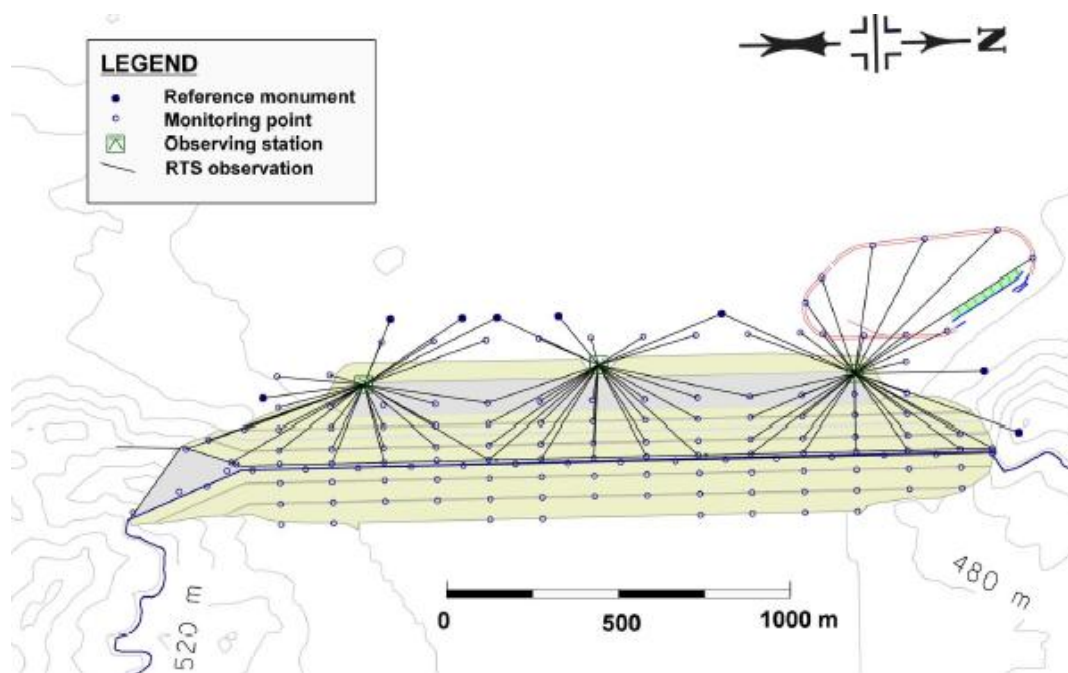 LEGEND
Reference monument
Monitoring point
Observing station
RTS observation
N
520 m
480 m
0 500 1000 m